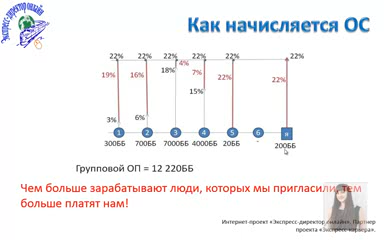 Экспресс-директор онлайн
Как начисляется ОС
22% 22% 22% 22% 22% 22%
4%
19% 16% 18% 7% 22% 22%
15%
3% 6%
1 2 3 4 5 6 Я
300ББ 700ББ 7000ББ 4000ББ 20ББ - 200ББ
Групповой ОП = 12 220ББ
Чем больше зарабатывают люди, которых мы пригласили, тем
больше платят нам!
Интернет-проект «Экспресс-директор онлайн», Партнер
проекта «Экспресс-карьера».